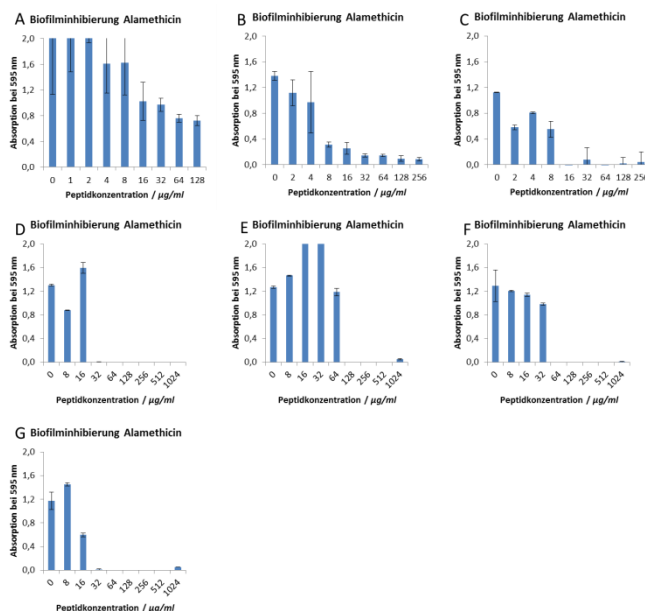 A Biofilminhibierung Alamethicin
Absorption bei 595 nm
2,0
1,6
1,2
0,8
0,4
0,0
0 1 2 4 8 16 32 64 128
Peptidkonzentration / µg/ml
B Biofilminhibierung Alamethicin
Absorption bei 595 nm
2,0
1,6
1,2
0,8
0,4
0,0
0 2 4 8 16 32 64 128 256
Peptidkonzentration / µg/ml
C Biofilminhibierung Alamethicin
Absorption bei 595 nm
2,0
1,6
1,2
0,8
0,4
0,0
0 2 4 8 16 32 64 128 256
Peptidkonzentration / µg/ml
D Biofilminhibierung Alamethicin
Absorption bei 595 nm
2,0
1,6
1,2
0,8
0,4
0,0
0 8 16 32 64 128 256 512 1024
Peptidkonzentration / µg/ml
E Biofilminhibierung Alamethicin
Absorption bei 595 nm
2,0
1,6
1,2
0,8
0,4
0,0
0 8 16 32 64 128 256 512 1024
Peptidkonzentration / µg/ml
F Biofilminhibierung Alamethicin
Absorption bei 595 nm
2,0
1,6
1,2
0,8
0,4
0,0
0 8 16 32 64 128 256 512 1024
Peptidkonzentration / µg/ml
G Biofilminhibierung Alamethicin
Absorption bei 595 nm
2,0
1,6
1,2
0,8
0,4
0,0
0 8 16 32 64 128 256 512 1024
Peptidkonzentration / µg/ml